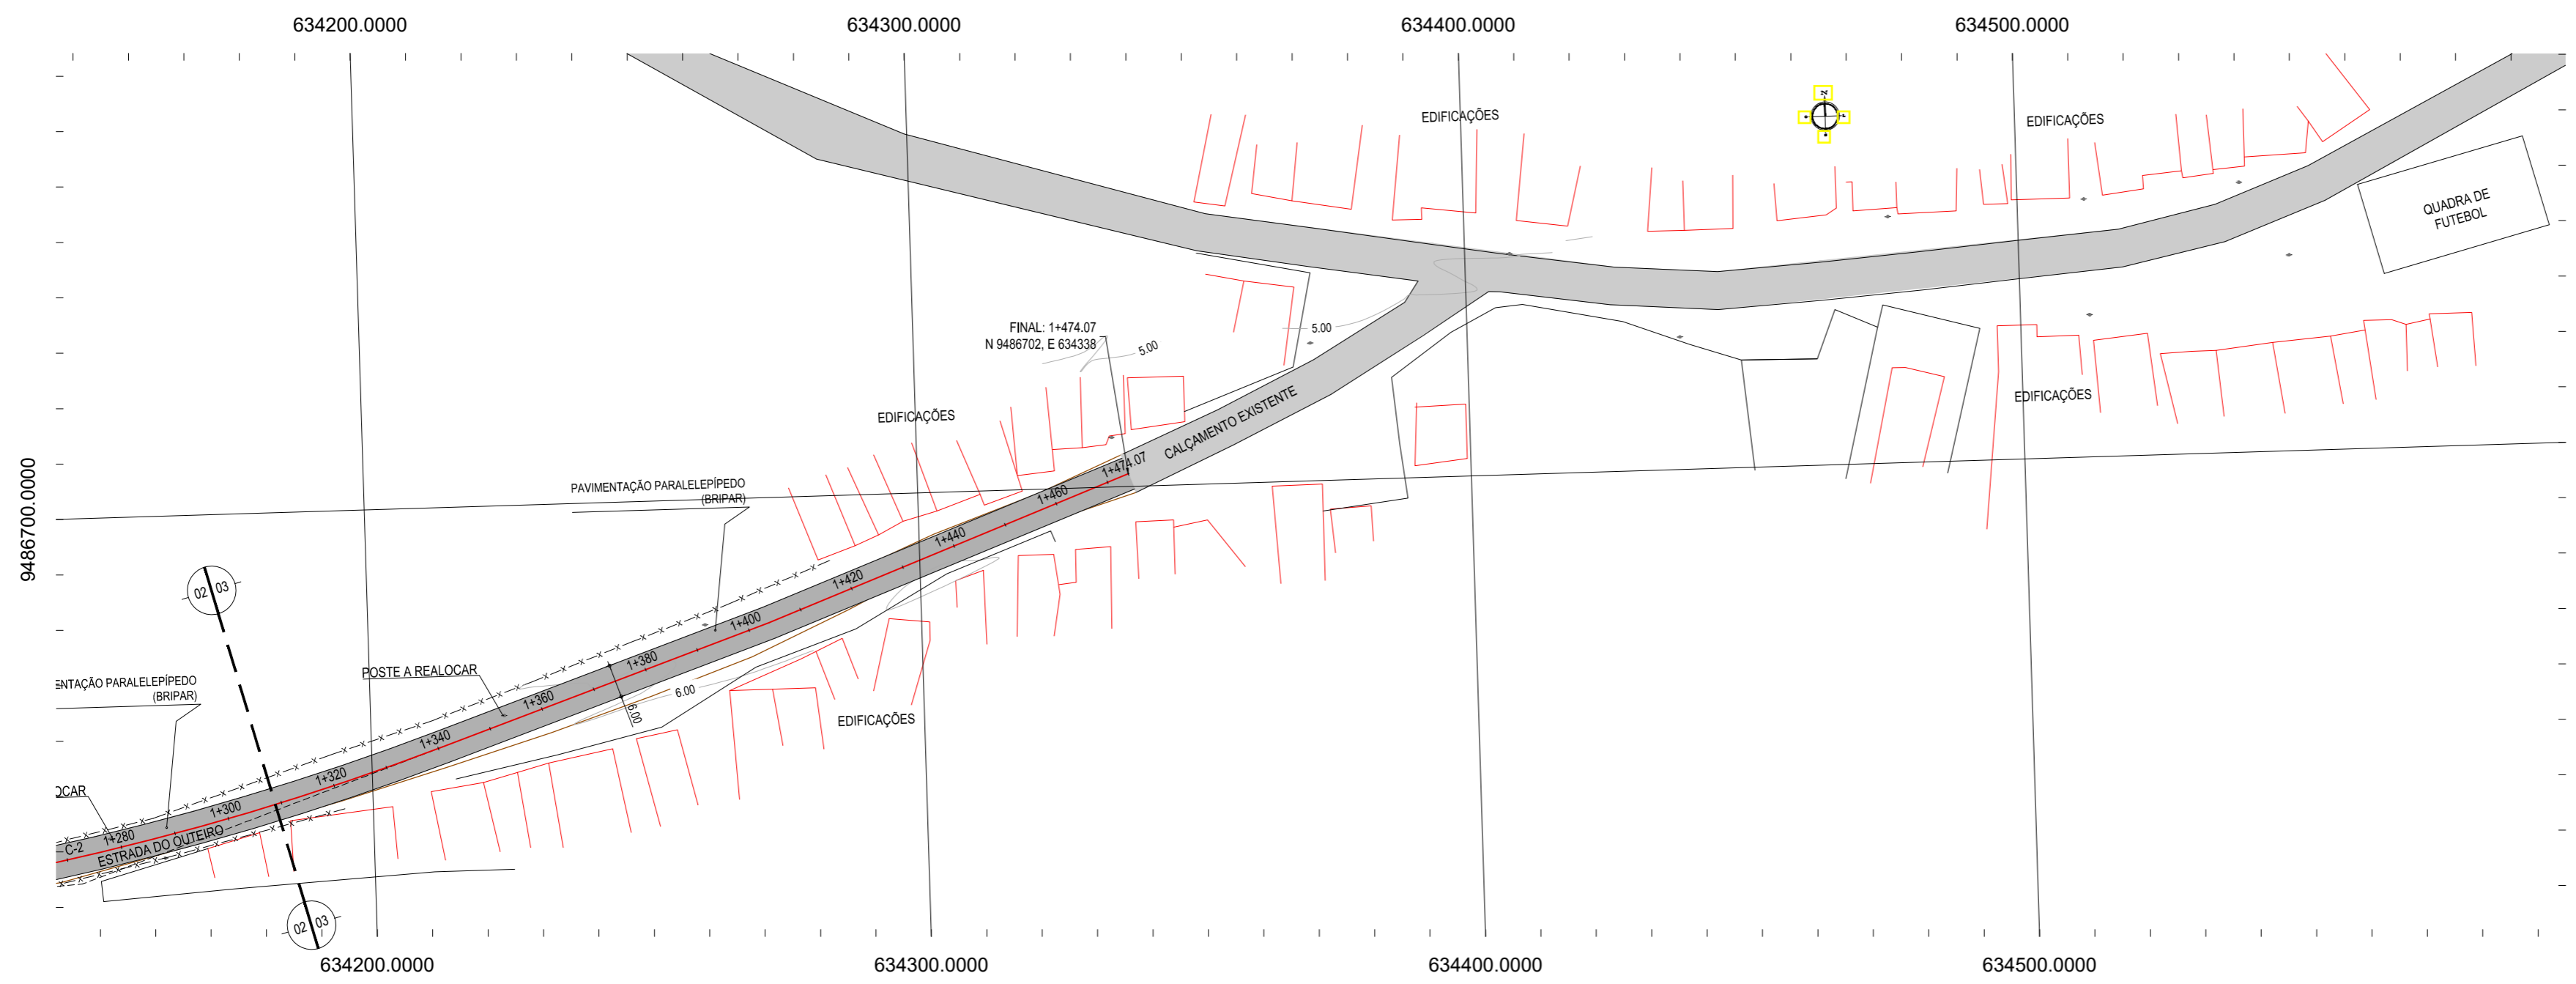 634200.0000
634300.0000
634400.0000
634500.0000
EDIFICAÇÕES
N
EDIFICAÇÕES
QUADRA DE
FUTEBOL
FINAL: 1+474.07
N 9486702, E 634338
5.00
5.00
EDIFICAÇÕES
CALÇAMENTO EXISTENTE
EDIFICAÇÕES
1+474.07
9486700.0000
PAVIMENTAÇÃO PARALELEPÍPEDO
(BRIPAR)
1+460
1+440
1+420
1+400
1+380
1+360
1+340
1+320
1+300
1+280
02 03
POSTE A REALOCAR
ENTAÇÃO PARALELEPÍPEDO
(BRIPAR)
6.00
6.00
EDIFICAÇÕES
OCAR
C-2
ESTRADA DO OUTEIRO
02 03
634200.0000
634300.0000
634400.0000
634500.0000